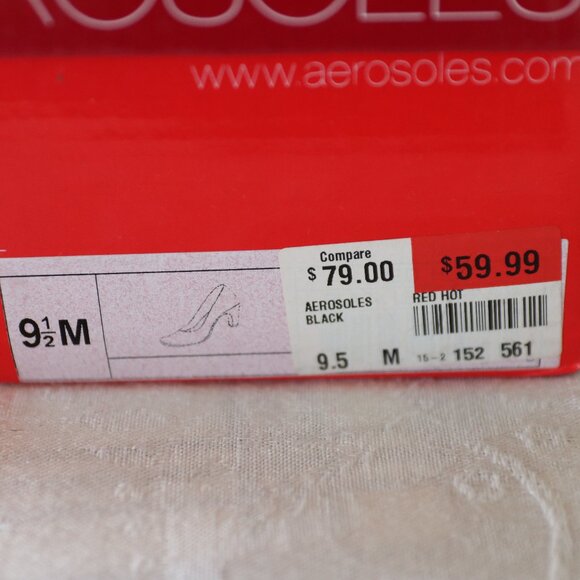 ROSOLES
www.aerosoles.com
9½M
Compare
$79.00
$59.99
AEROSOLES
BLACK
RED HOT
9.5 M 15-2 152 561